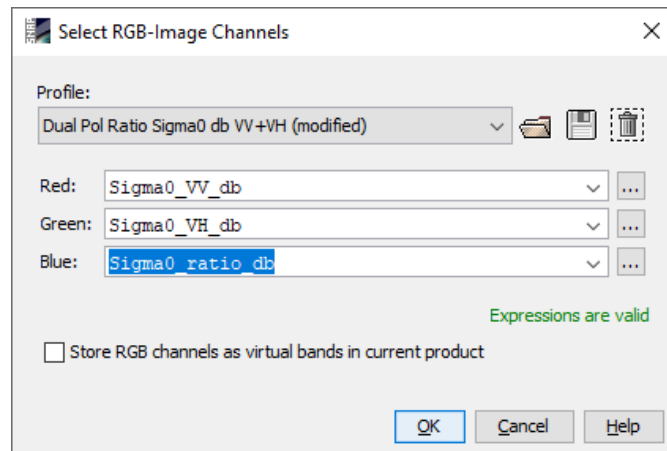 Select RGB-Image Channels
Profile:
Dual Pol Ratio Sigma0 db VV+VH (modified)
Red: Sigma0_VV_db ...
Green: Sigma0_VH_db ...
Blue: Sigma0_ratio_db ...
Expressions are valid
Store RGB channels as virtual bands in current product
OK Cancel Help